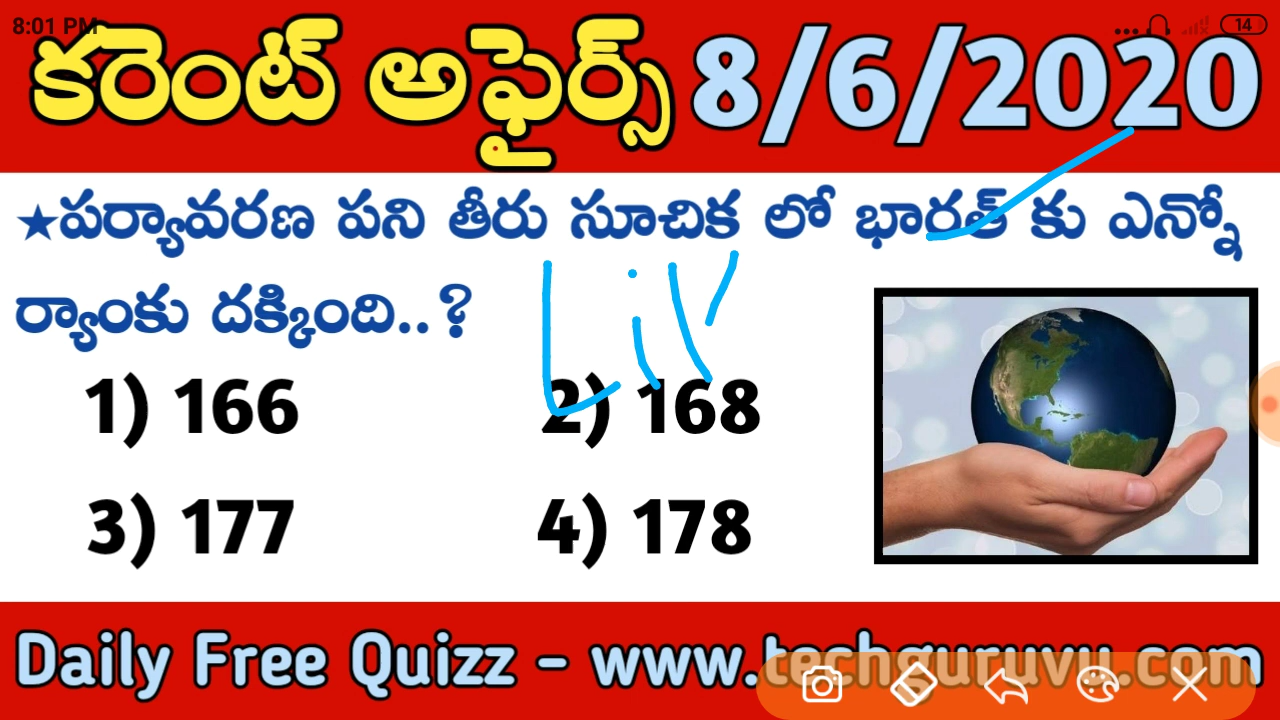 8:01 PM
14
కరెంట్ అఫైర్స్ 8/6/2020
★పర్యావరణ పని తీరు సూచిక లో భారత్ కు ఎన్నో
ర్యాంకు దక్కింది..?
1) 166
2) 168
3) 177
4) 178
Daily Free Quizz - www.techguruvu.com